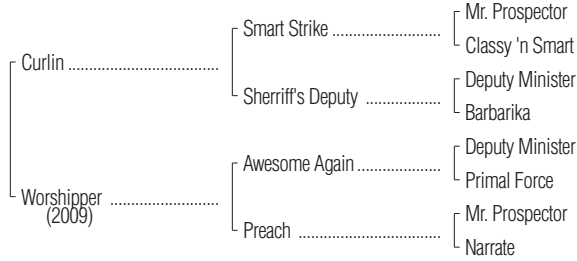 Mr. Prospector
Smart Strike ....................................
Classy 'n Smart
Curlin ..................................................
Deputy Minister
Sherriff's Deputy .........................
Barbarika
Deputy Minister
Awesome Again ...........................
Primal Force
Worshipper ....................................
(2009)
Mr. Prospector
Preach ................................................
Narrate